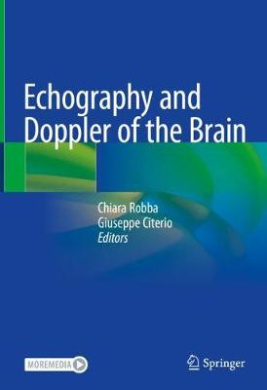 Echography and
Doppler of the Brain
Chiara Robba
Giuseppe Citerio
Editors
MOREMEDIA
Springer